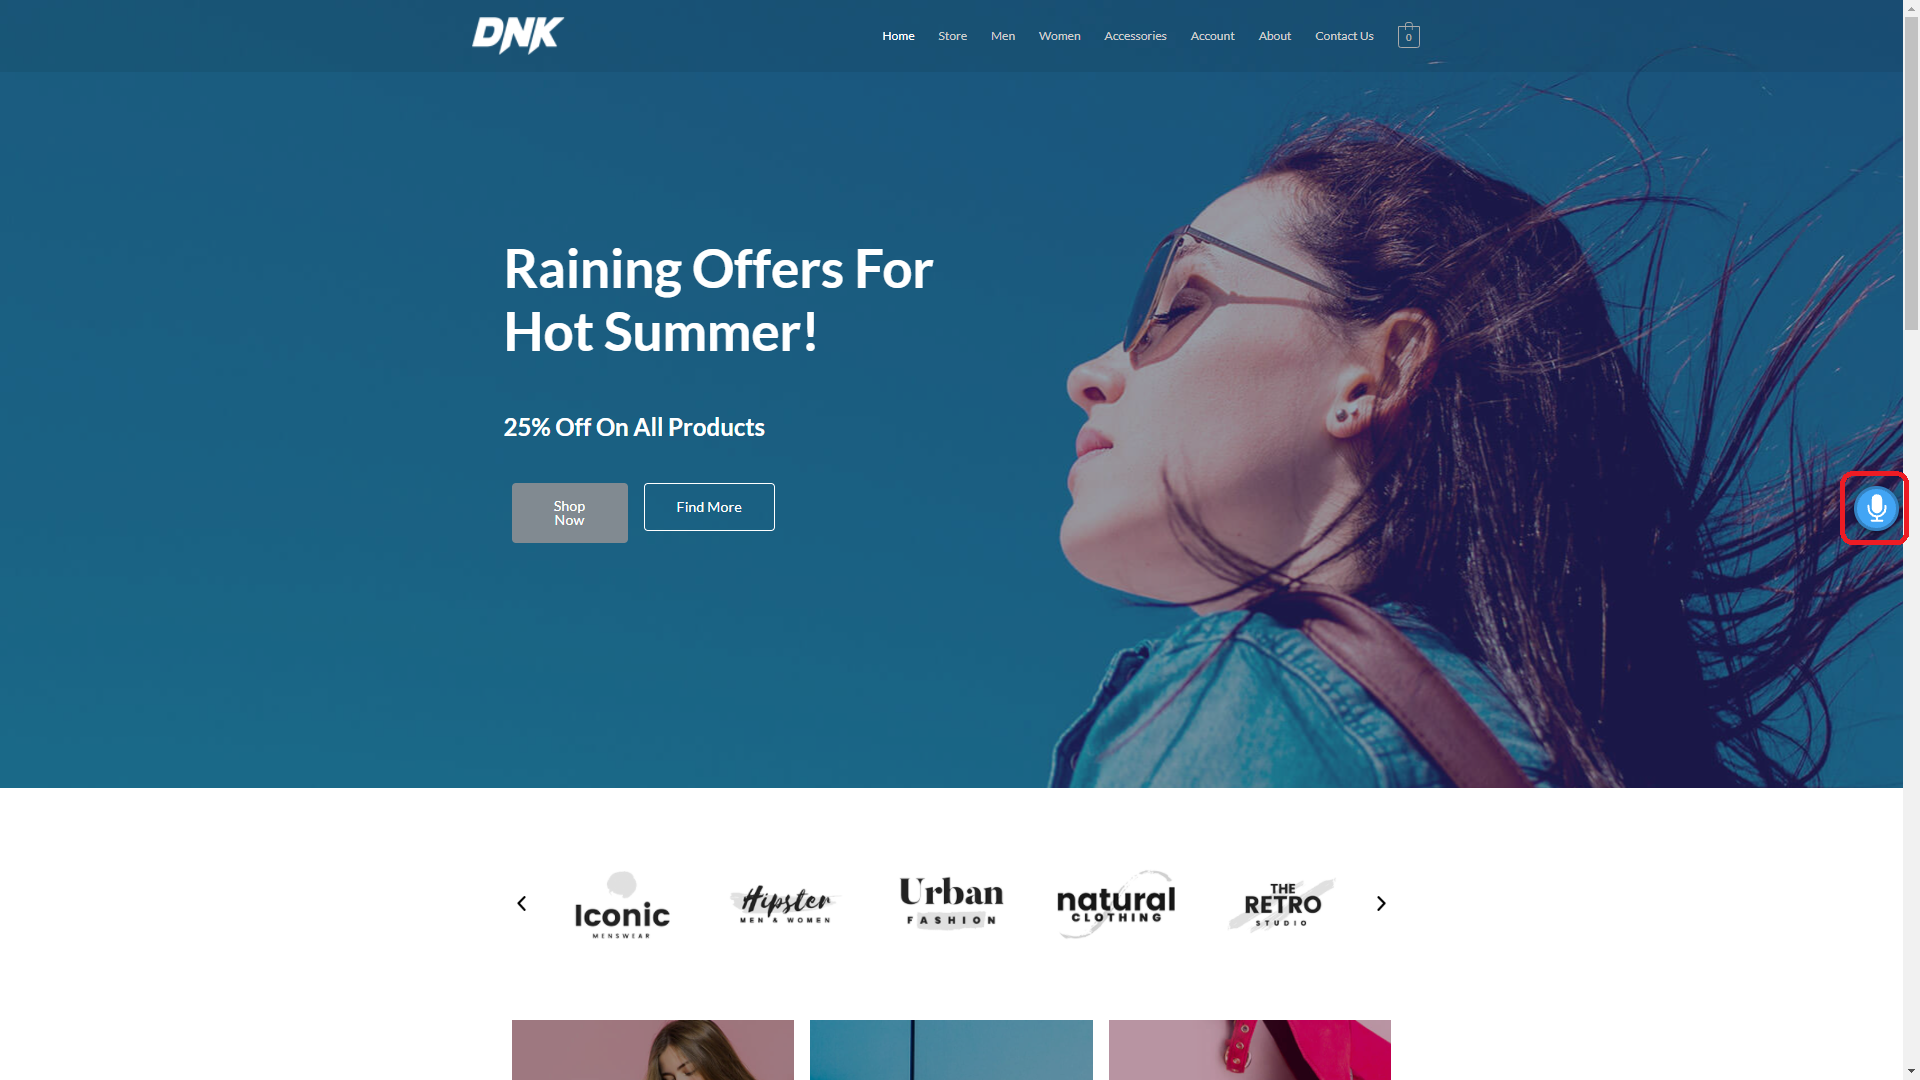 DNK
Home Store Men Women Accessories Account About Contact Us 0
Raining Offers For
Hot Summer!
25% Off On All Products
Shop
Now
Find More
Iconic
MENSWEAR
Hipster
MEN & WOMEN
Urban
FASHION
natural
CLOTHING
THE
RETRO
STUDIO